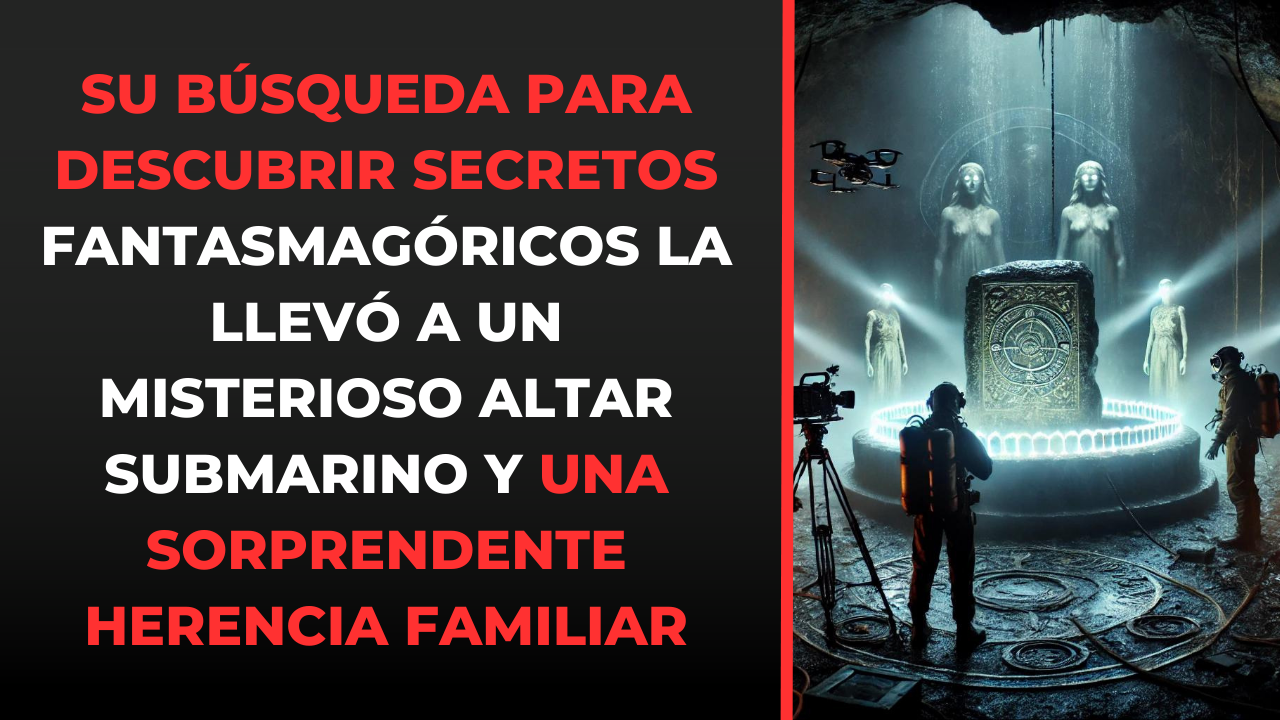 SU BÚSQUEDA PARA
DESCUBRIR SECRETOS
FANTASMAGÓRICOS LA
LLEVÓ A UN
MISTERIOSO ALTAR
SUBMARINO Y UNA
SORPRENDENTE
HERENCIA FAMILIAR